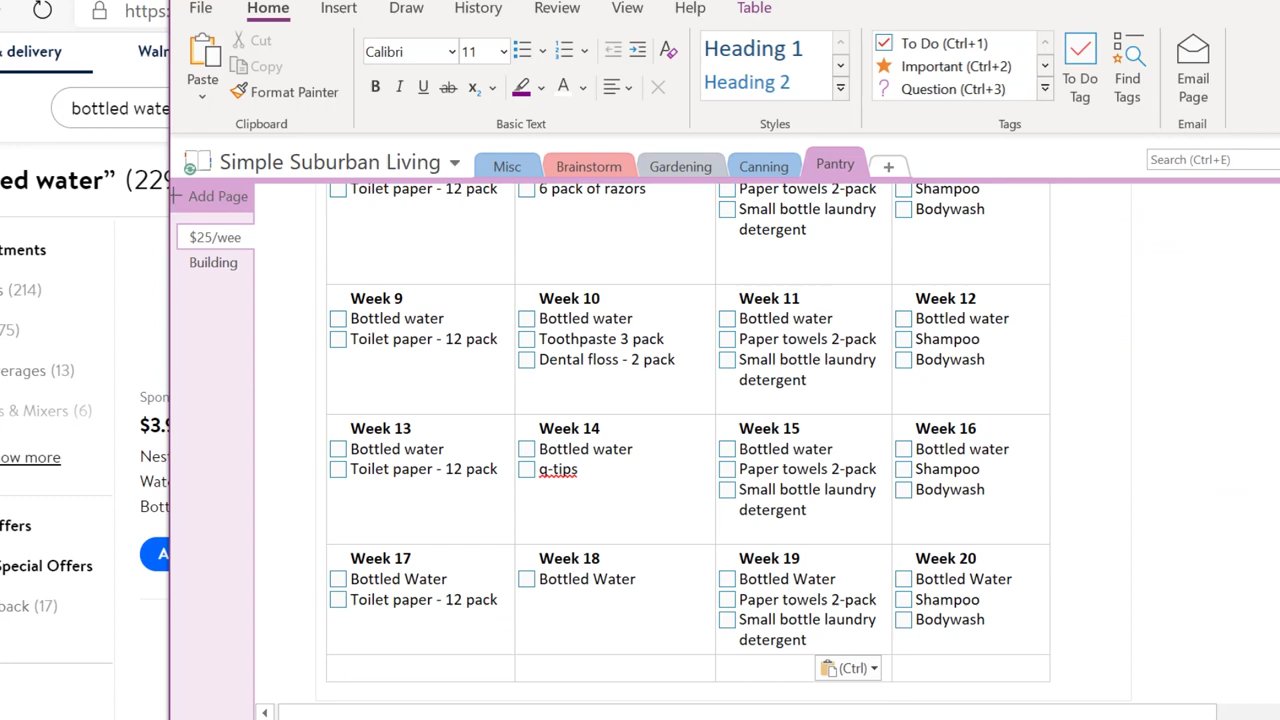 https:
File Home Insert Draw History Review View Help Table
& delivery
Waln
bottled wate
ed water” (229
tments
s (214)
75)
erages (13)
s & Mixers (6)
ow more
ffers
pecial Offers
back (17)
Spon
$3.9
Nest
Wate
Bott
A
Paste
Cut
Copy
Format Painter
Clipboard
Calibri 11
B I U ab x₂ A
Basic Text
Heading 1
Heading 2
Styles
To Do (Ctrl+1)
Important (Ctrl+2)
Question (Ctrl+3)
To Do
Tag
Find
Tags
Tags
Email
Page
Email
Simple Suburban Living Misc Brainstorm Gardening Canning Pantry +
Search (Ctrl+E)
Add Page
$25/wee
Building
Toilet paper - 12 pack
6 pack of razors
Paper towels 2-pack
Small bottle laundry
detergent
Shampoo
Bodywash
Week 9
Bottled water
Toilet paper - 12 pack
Week 10
Bottled water
Toothpaste 3 pack
Dental floss - 2 pack
Week 11
Bottled water
Paper towels 2-pack
Small bottle laundry
detergent
Week 12
Bottled water
Shampoo
Bodywash
Week 13
Bottled water
Toilet paper - 12 pack
Week 14
Bottled water
q-tips
Week 15
Bottled water
Paper towels 2-pack
Small bottle laundry
detergent
Week 16
Bottled water
Shampoo
Bodywash
Week 17
Bottled Water
Toilet paper - 12 pack
Week 18
Bottled Water
Week 19
Bottled Water
Paper towels 2-pack
Small bottle laundry
detergent
Week 20
Bottled Water
Shampoo
Bodywash
(Ctrl)